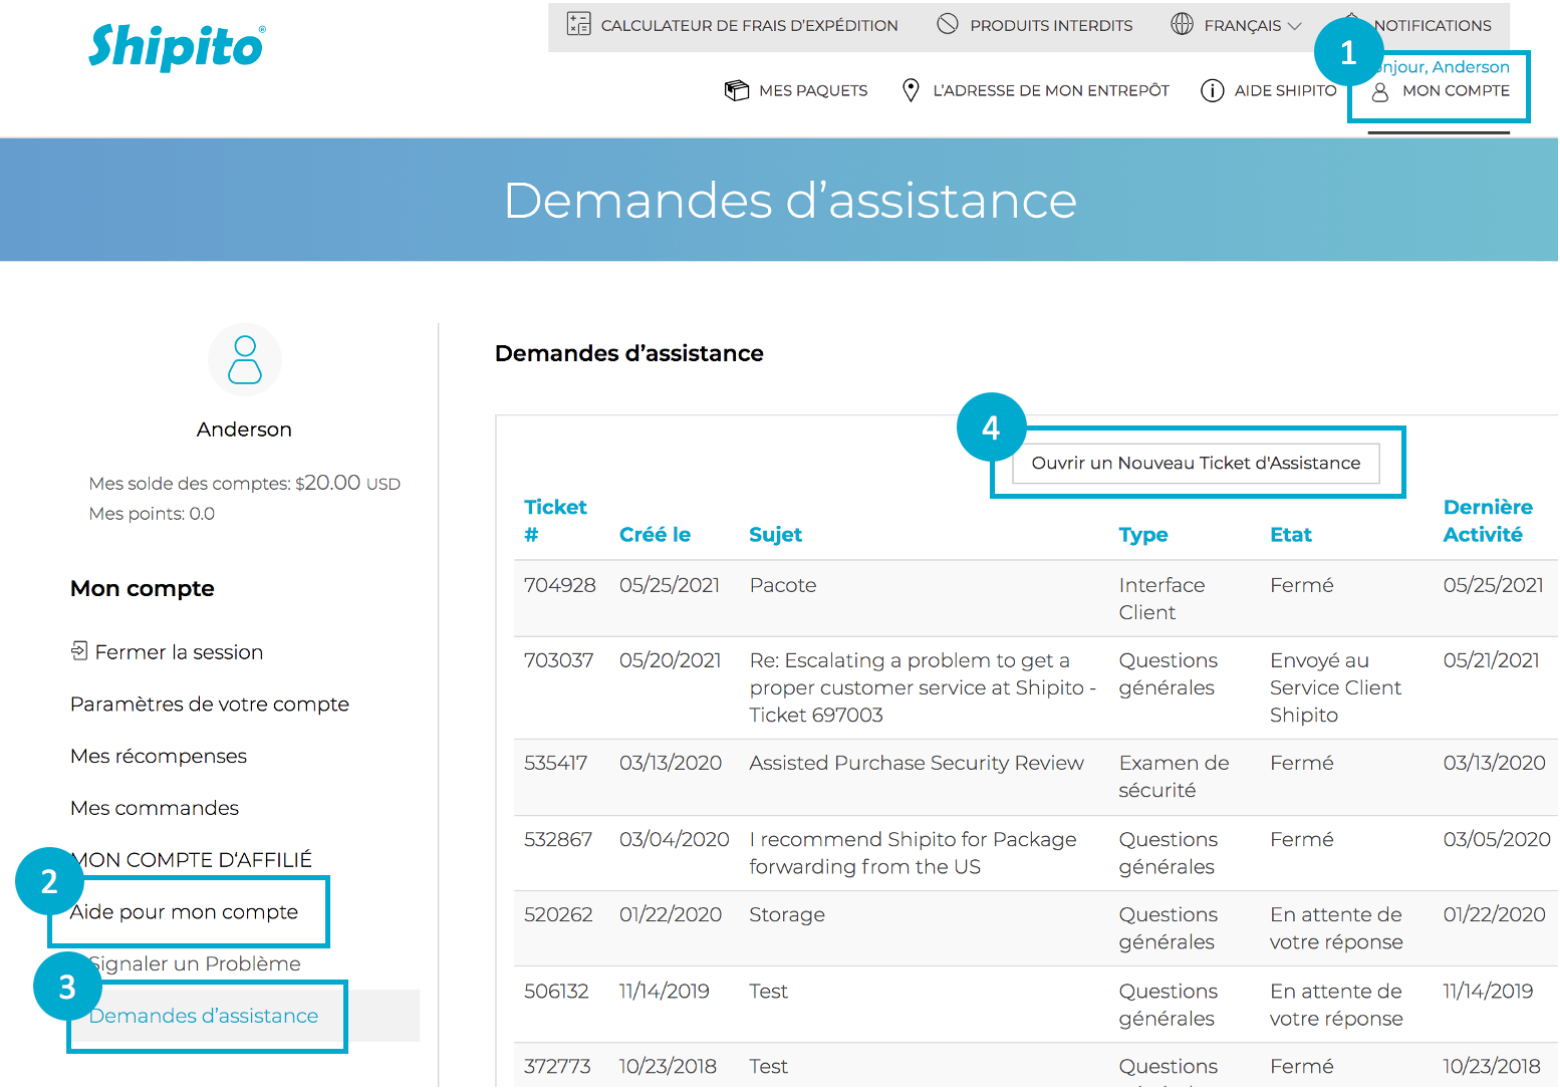 Shipito®
CALCULATEUR DE FRAIS D'EXPÉDITION PRODUITS INTERDITS FRANÇAIS NOTIFICATIONS
1
njour, Anderson
MES PAQUETS L'ADRESSE DE MON ENTREPÔT AIDE SHIPITO MON COMPTE
Demandes d'assistance
Anderson
Mes solde des comptes: $20.00 USD
Mes points: 0.0
Mon compte
Fermer la session
Paramètres de votre compte
Mes récompenses
Mes commandes
MON COMPTE D'AFFILIÉ
2
Aide pour mon compte
Signaler un Problème
3
Demandes d'assistance
Demandes d'assistance
4
Ouvrir un Nouveau Ticket d'Assistance
Ticket # Créé le Sujet Type Etat Dernière Activité
704928 05/25/2021 Pacote Interface Client Fermé 05/25/2021
703037 05/20/2021 Re: Escalating a problem to get a proper customer service at Shipito - Ticket 697003 Questions générales Envoyé au Service Client Shipito 05/21/2021
535417 03/13/2020 Assisted Purchase Security Review Examen de sécurité Fermé 03/13/2020
532867 03/04/2020 I recommend Shipito for Package forwarding from the US Questions générales Fermé 03/05/2020
520262 01/22/2020 Storage Questions générales En attente de votre réponse 01/22/2020
506132 11/14/2019 Test Questions générales En attente de votre réponse 11/14/2019
372773 10/23/2018 Test Questions Fermé 10/23/2018